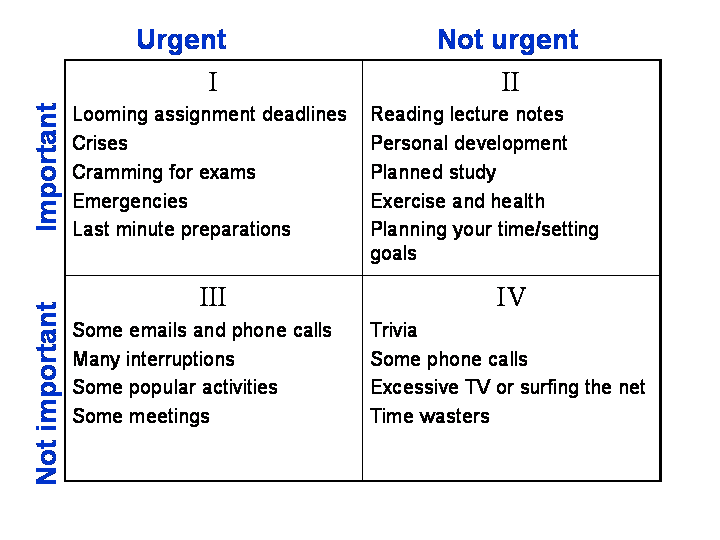 Urgent
Not urgent
Important
I
Looming assignment deadlines
Crises
Cramming for exams
Emergencies
Last minute preparations
II
Reading lecture notes
Personal development
Planned study
Exercise and health
Planning your time/setting
goals
Not important
III
Some emails and phone calls
Many interruptions
Some popular activities
Some meetings
IV
Trivia
Some phone calls
Excessive TV or surfing the net
Time wasters